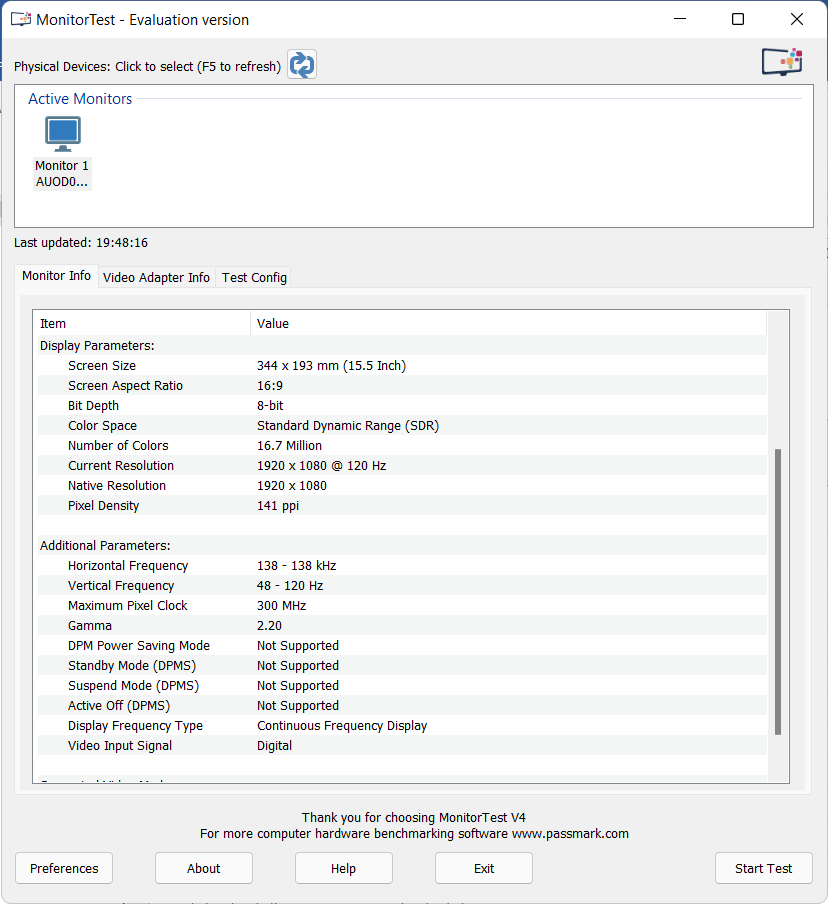 MonitorTest - Evaluation version
Physical Devices: Click to select (F5 to refresh)
Active Monitors
Monitor 1
AUOD0...
Last updated: 19:48:16
Monitor Info Video Adapter Info Test Config
Item Value
Display Parameters:
Screen Size 344 x 193 mm (15.5 Inch)
Screen Aspect Ratio 16:9
Bit Depth 8-bit
Color Space Standard Dynamic Range (SDR)
Number of Colors 16.7 Million
Current Resolution 1920 x 1080 @ 120 Hz
Native Resolution 1920 x 1080
Pixel Density 141 ppi
Additional Parameters:
Horizontal Frequency 138 - 138 kHz
Vertical Frequency 48 - 120 Hz
Maximum Pixel Clock 300 MHz
Gamma 2.20
DPM Power Saving Mode Not Supported
Standby Mode (DPMS) Not Supported
Suspend Mode (DPMS) Not Supported
Active Off (DPMS) Not Supported
Display Frequency Type Continuous Frequency Display
Video Input Signal Digital
Thank you for choosing MonitorTest V4
For more computer hardware benchmarking software www.passmark.com
Preferences About Help Exit Start Test